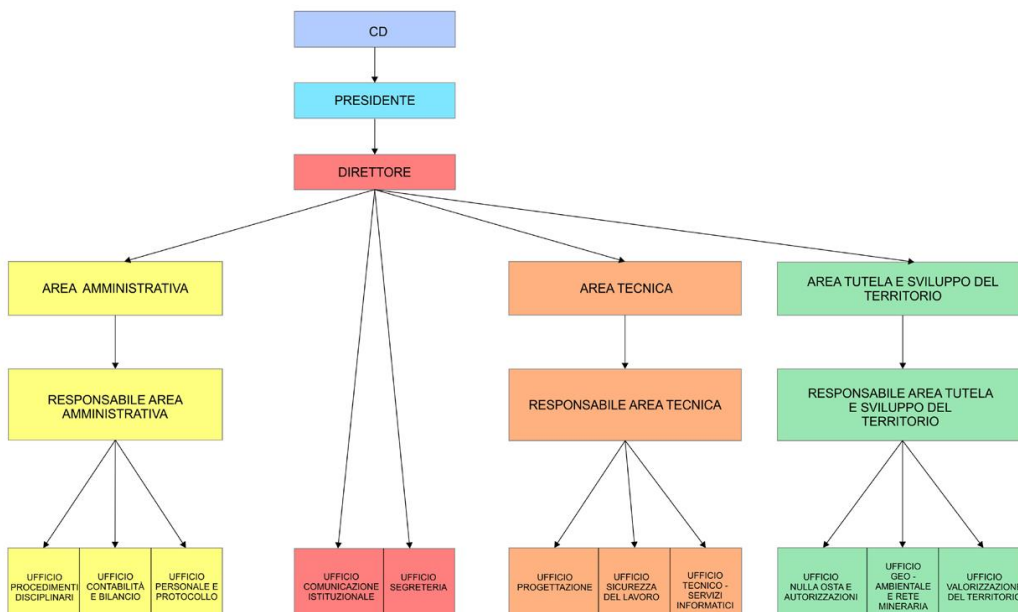 CD
PRESIDENTE
DIRETTORE
AREA AMMINISTRATIVA
AREA TECNICA
AREA TUTELA E SVILUPPO DEL
TERRITORIO
RESPONSABILE AREA
AMMINISTRATIVA
RESPONSABILE AREA TECNICA
RESPONSABILE AREA TUTELA
E SVILUPPO DEL
TERRITORIO
UFFICIO
PROCEDIMENTI
DISCIPLINARI
UFFICIO
CONTABILITÀ
E BILANCIO
UFFICIO
PERSONALE E
PROTOCOLLO
UFFICIO
COMUNICAZIONE
ISTITUZIONALE
UFFICIO
SEGRETERIA
UFFICIO
PROGETTAZIONE
UFFICIO
SICUREZZA
DEL LAVORO
UFFICIO
TECNICO -
SERVIZI
INFORMATICI
UFFICIO
NULLA OSTA E
AUTORIZZAZIONI
UFFICIO
GEO -
AMBIENTALE
E RETE
MINERARIA
UFFICIO
VALORIZZAZIONE
DEL TERRITORIO